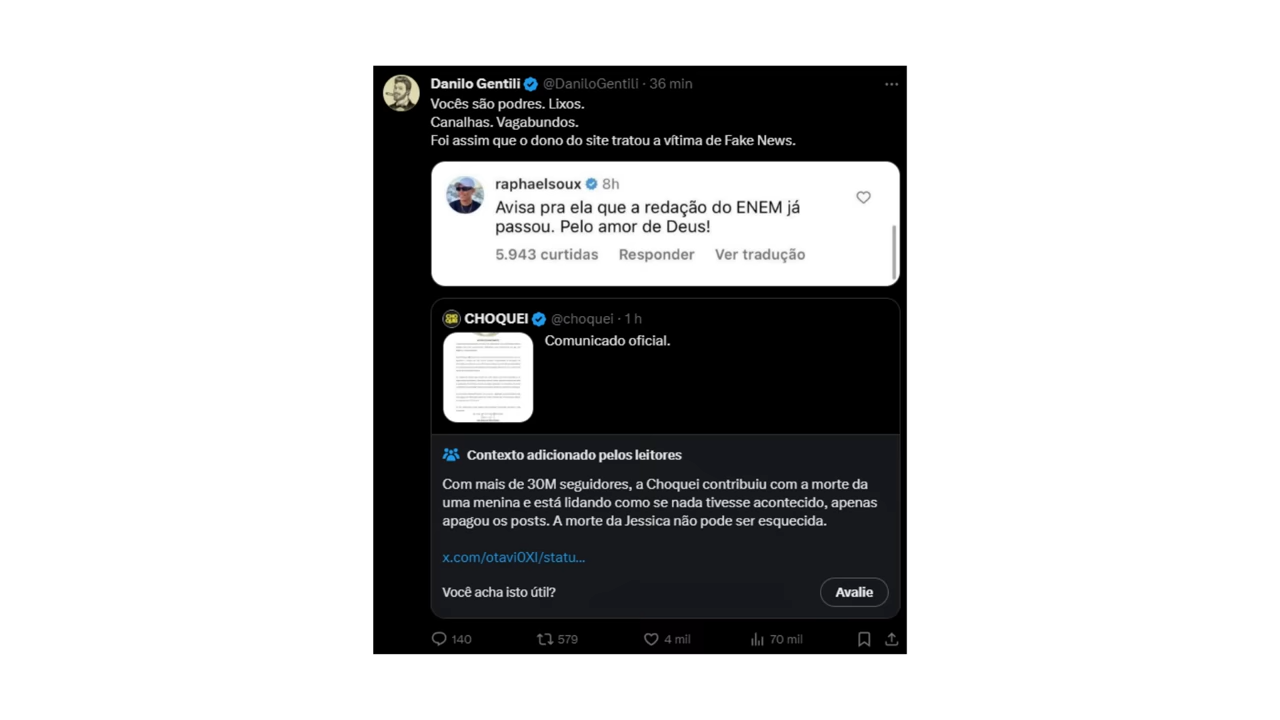 Danilo Gentili @DaniloGentili · 36 min
Vocês são podres. Lixos.
Canalhas. Vagabundos.
Foi assim que o dono do site tratou a vítima de Fake News.
raphaelsoux 8h
Avisa pra ela que a redação do ENEM já
passou. Pelo amor de Deus!
5.943 curtidas Responder Ver tradução
CHOQUEI @choquei · 1 h
Comunicado oficial.
Contexto adicionado pelos leitores
Com mais de 30M seguidores, a Choquei contribuiu com a morte da
uma menina e está lidando como se nada tivesse acontecido, apenas
apagou os posts. A morte da Jessica não pode ser esquecida.
x.com/otavi0XI/statu...
Você acha isto útil? Avalie
140 579 4 mil 70 mil